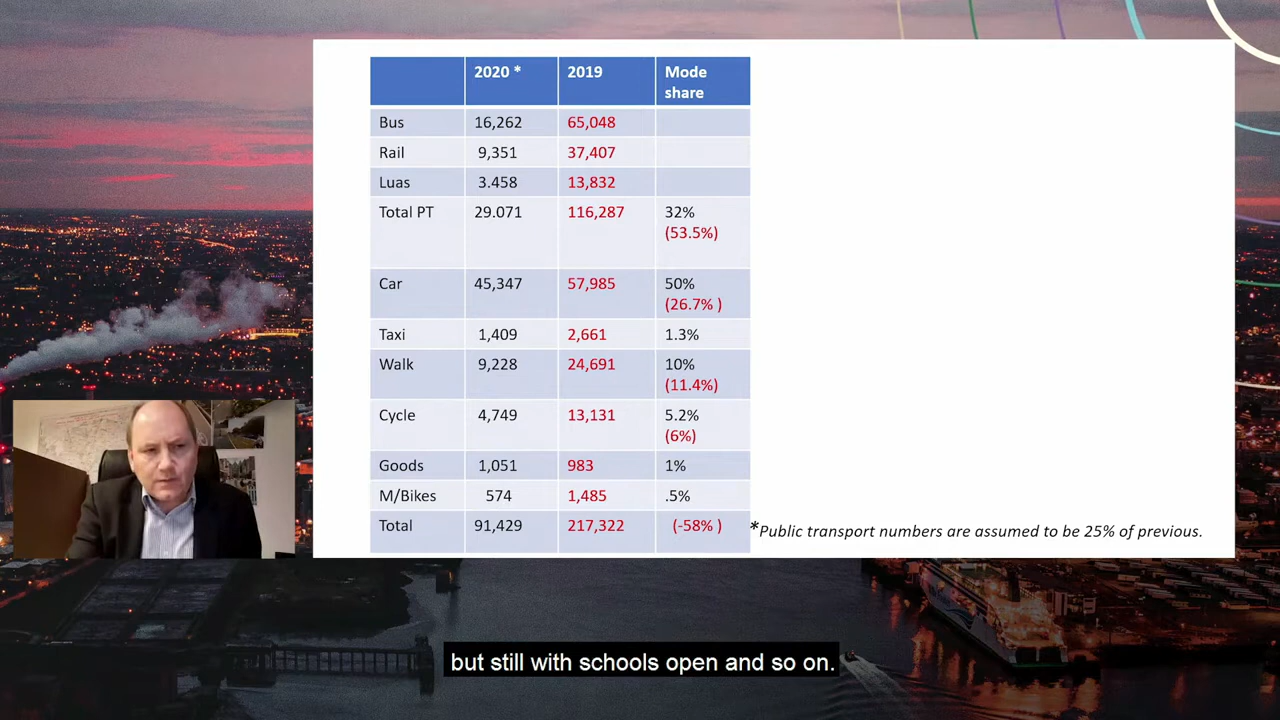 2020 * 2019 Mode
share
Bus 16,262 65,048
Rail 9,351 37,407
Luas 3.458 13,832
Total PT 29.071 116,287 32%
(53.5%)
Car 45,347 57,985 50%
(26.7% )
Taxi 1,409 2,661 1.3%
Walk 9,228 24,691 10%
(11.4%)
Cycle 4,749 13,131 5.2%
(6%)
Goods 1,051 983 1%
M/Bikes 574 1,485 .5%
Total 91,429 217,322 (-58% )
*Public transport numbers are assumed to be 25% of previous.
but still with schools open and so on.